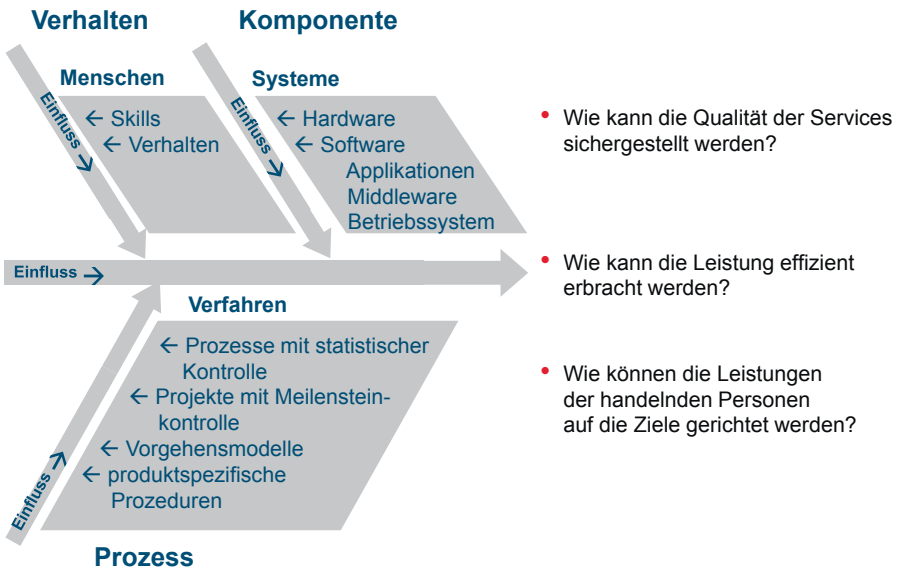 Verhalten
Komponente
Menschen
Systeme
Einfluss →
← Skills
← Verhalten
Einfluss →
← Hardware
← Software
Applikationen
Middleware
Betriebssystem
Einfluss →
Verfahren
← Prozesse mit statistischer
Kontrolle
← Projekte mit Meilenstein-
kontrolle
← Vorgehensmodelle
← produktspezifische
Prozeduren
Einfluss →
Prozess
• Wie kann die Qualität der Services
sichergestellt werden?
• Wie kann die Leistung effizient
erbracht werden?
• Wie können die Leistungen
der handelnden Personen
auf die Ziele gerichtet werden?